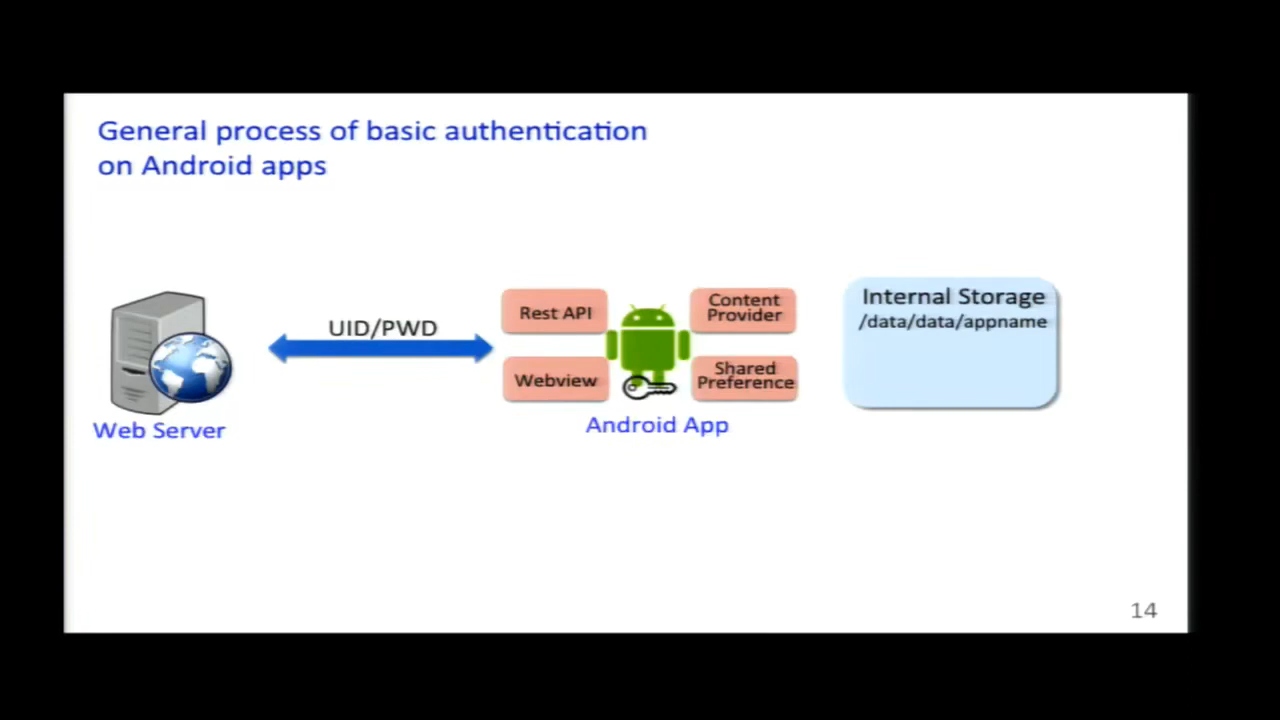 General process of basic authentication
on Android apps
UID/PWD
Rest API
Webview
Content
Provider
Shared
Preference
Internal Storage
/data/data/appname
Web Server
Android App
14